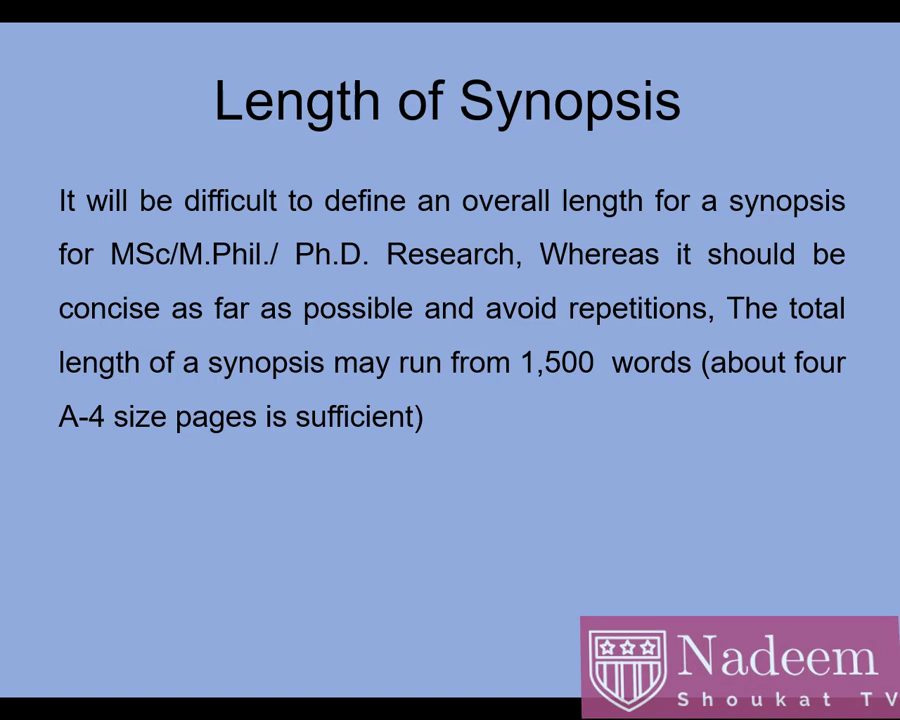 Length of Synopsis
It will be difficult to define an overall length for a synopsis
for MSc/M.Phil./ Ph.D. Research, Whereas it should be
concise as far as possible and avoid repetitions, The total
length of a synopsis may run from 1,500  words (about four
A-4 size pages is sufficient)
Nadeem
Shoukat TV